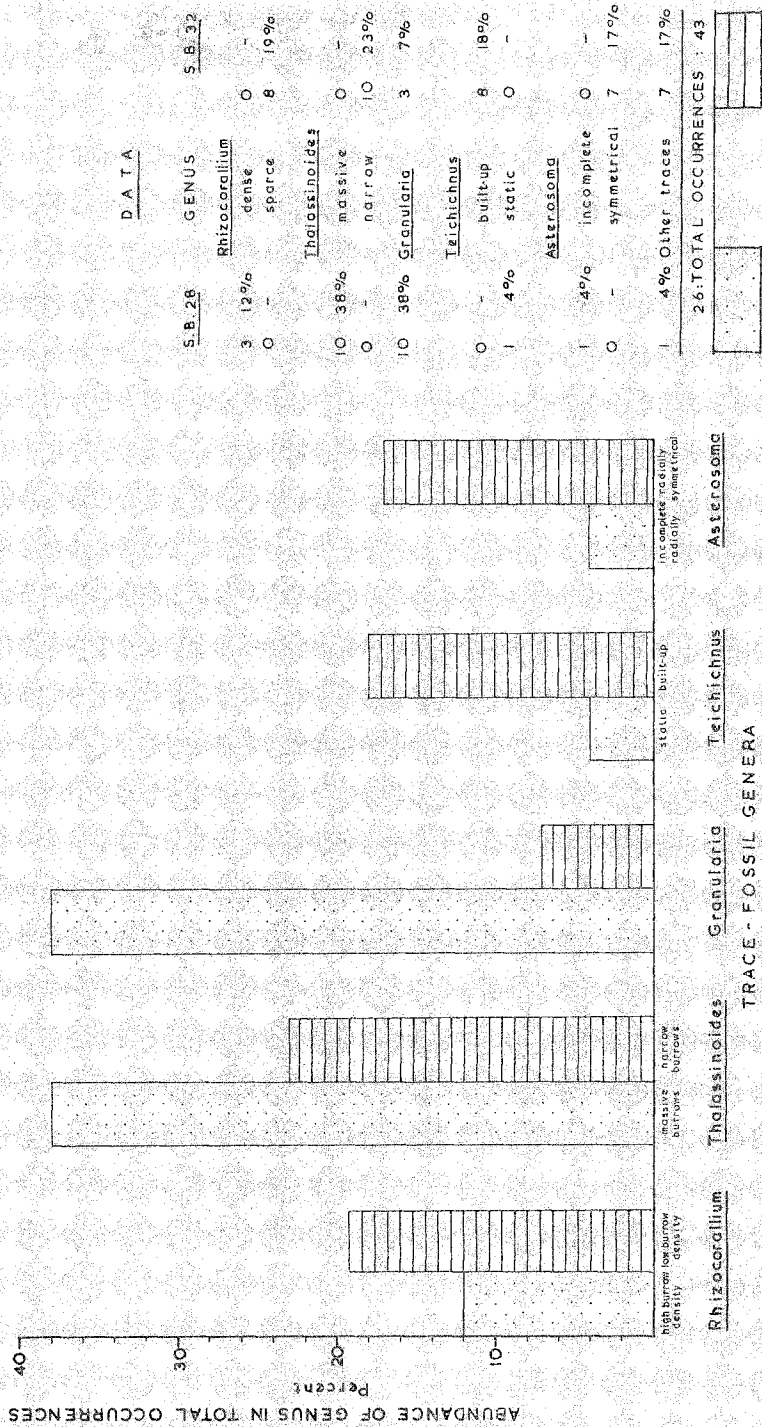 ABUNDANCE OF GENUS IN TOTAL OCCURRENCES
Percent
40
30
20
10
high burrow density
low burrow density
massive burrows
narrow burrows
static
built-up
incomplete radially
radially symmetrical
Rhizocorallium
Thalassinoides
Granularia
Teichichnus
Asterosoma
TRACE-FOSSIL GENERA
DATA
S.B. 28 GENUS S.B. 32
Rhizocorallium
3 12% dense 0 -
0 - sparce 8 19%
Thalassinoides
10 38% massive 0 -
0 - narrow 10 23%
10 38% Granularia 3 7%
Teichichnus
0 - built-up 8 18%
1 4% static 0 -
Asterosoma
1 4% incomplete 0 -
0 - symmetrical 7 17%
1 4% Other traces 7 17%
26:TOTAL OCCURRENCES : 43